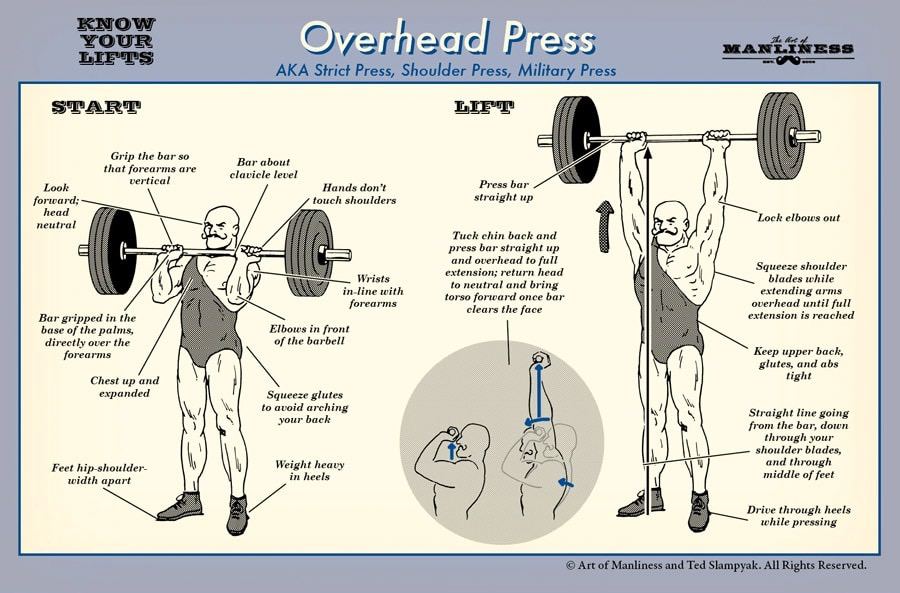 KNOW
YOUR
LIFTS
Overhead Press
AKA Strict Press, Shoulder Press, Military Press
The Art of
MANLINESS
EST. 2008
START
Look
forward;
head
neutral
Grip the bar so
that forearms are
vertical
Bar about
clavicle level
Hands don't
touch shoulders
Wrists
in-line with
forearms
Bar gripped in the
base of the palms,
directly over the
forearms
Elbows in front
of the barbell
Chest up and
expanded
Squeeze glutes
to avoid arching
your back
Feet hip-shoulder-
width apart
Weight heavy
in heels
LIFT
Press bar
straight up
Tuck chin back and
press bar straight up
and overhead to full
extension; return head
to neutral and bring
torso forward once bar
clears the face
Lock elbows out
Squeeze shoulder
blades while
extending arms
overhead until full
extension is reached
Keep upper back,
glutes, and abs
tight
Straight line going
from the bar, down
through your
shoulder blades,
and through
middle of feet
Drive through heels
while pressing
© Art of Manliness and Ted Slampyak. All Rights Reserved.